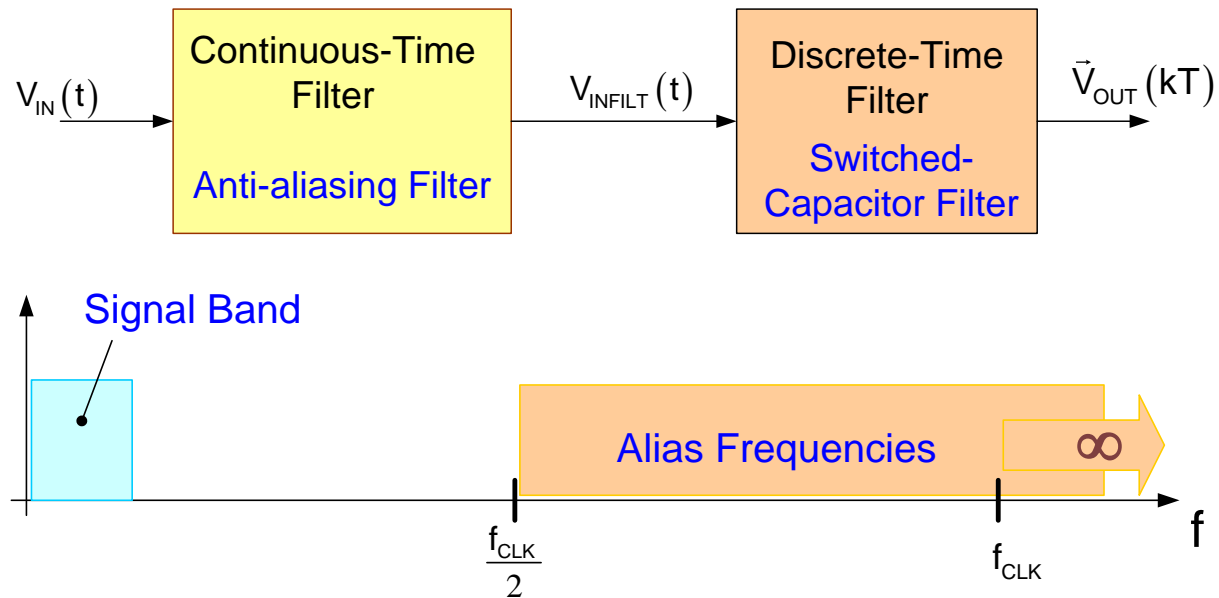 V_IN(t)
Continuous-Time
Filter
Anti-aliasing Filter
V_INFILT(t)
Discrete-Time
Filter
Switched-
Capacitor Filter
V⃗_OUT(kT)
Signal Band
Alias Frequencies
∞
f_CLK
2
f_CLK
f